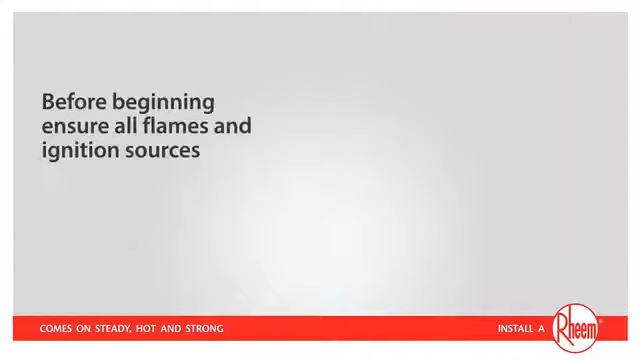 Before beginning
ensure all flames and
ignition sources
COMES ON STEADY, HOT AND STRONG
INSTALL A
Rheem®